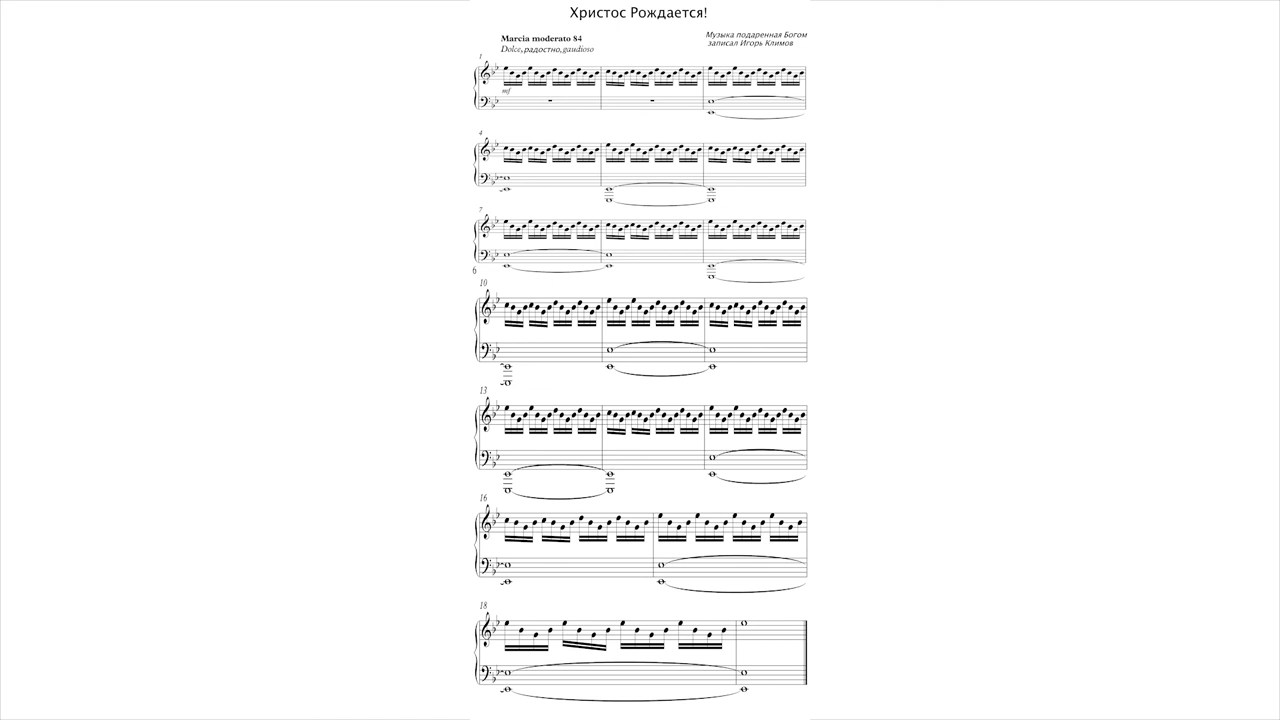 Христос Рождается!
Marcia moderato 84
Dolce, радостно, gaudioso
Музыка подаренная Богом
записал Игорь Климов
1
mf
4
7
6
10
13
16
18